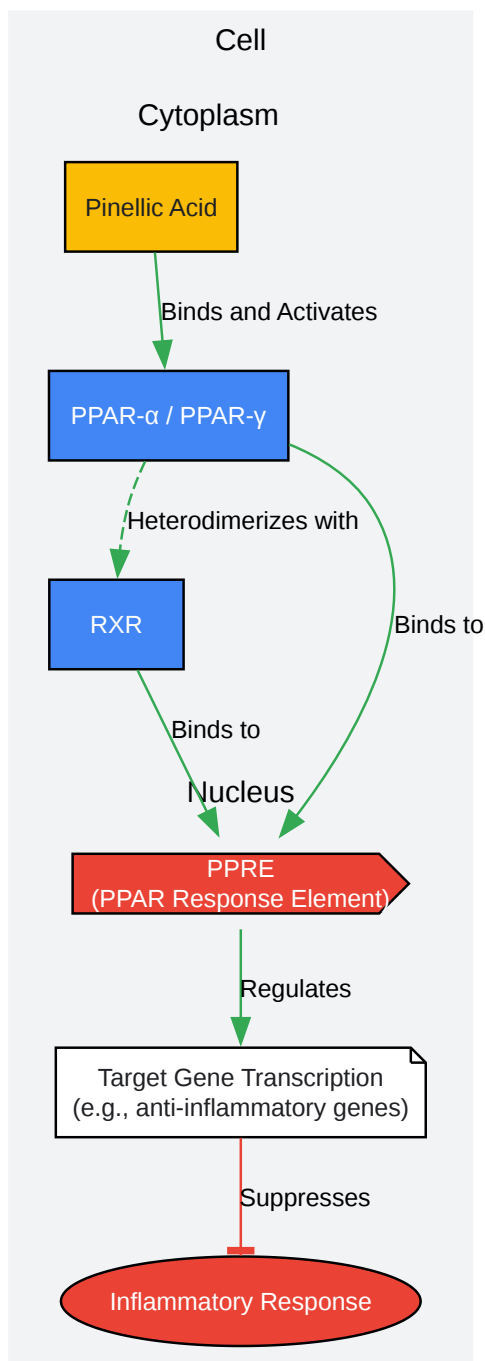 Cell
Cytoplasm
Pinellic Acid
Binds and Activates
PPAR-α / PPAR-γ
Heterodimerizes with
RXR
Binds to
Binds to
Nucleus
PPRE
(PPAR Response Element)
Regulates
Target Gene Transcription
(e.g., anti-inflammatory genes)
Suppresses
Inflammatory Response